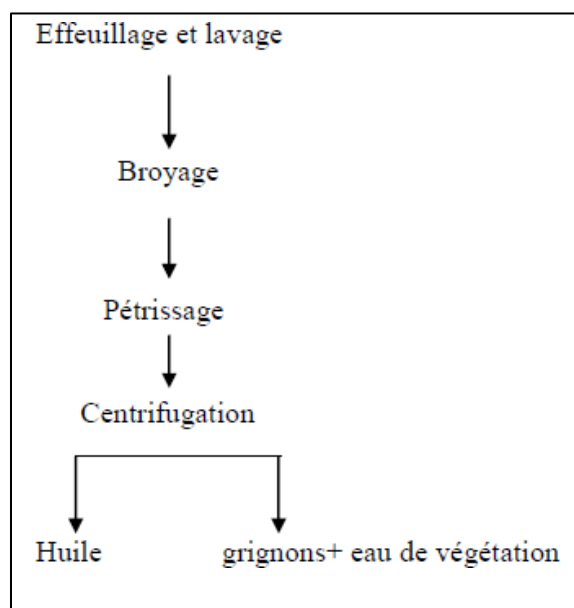 Effeuillage et lavage
Broyage
Pétrissage
Centrifugation
Huile grignons+ eau de végétation